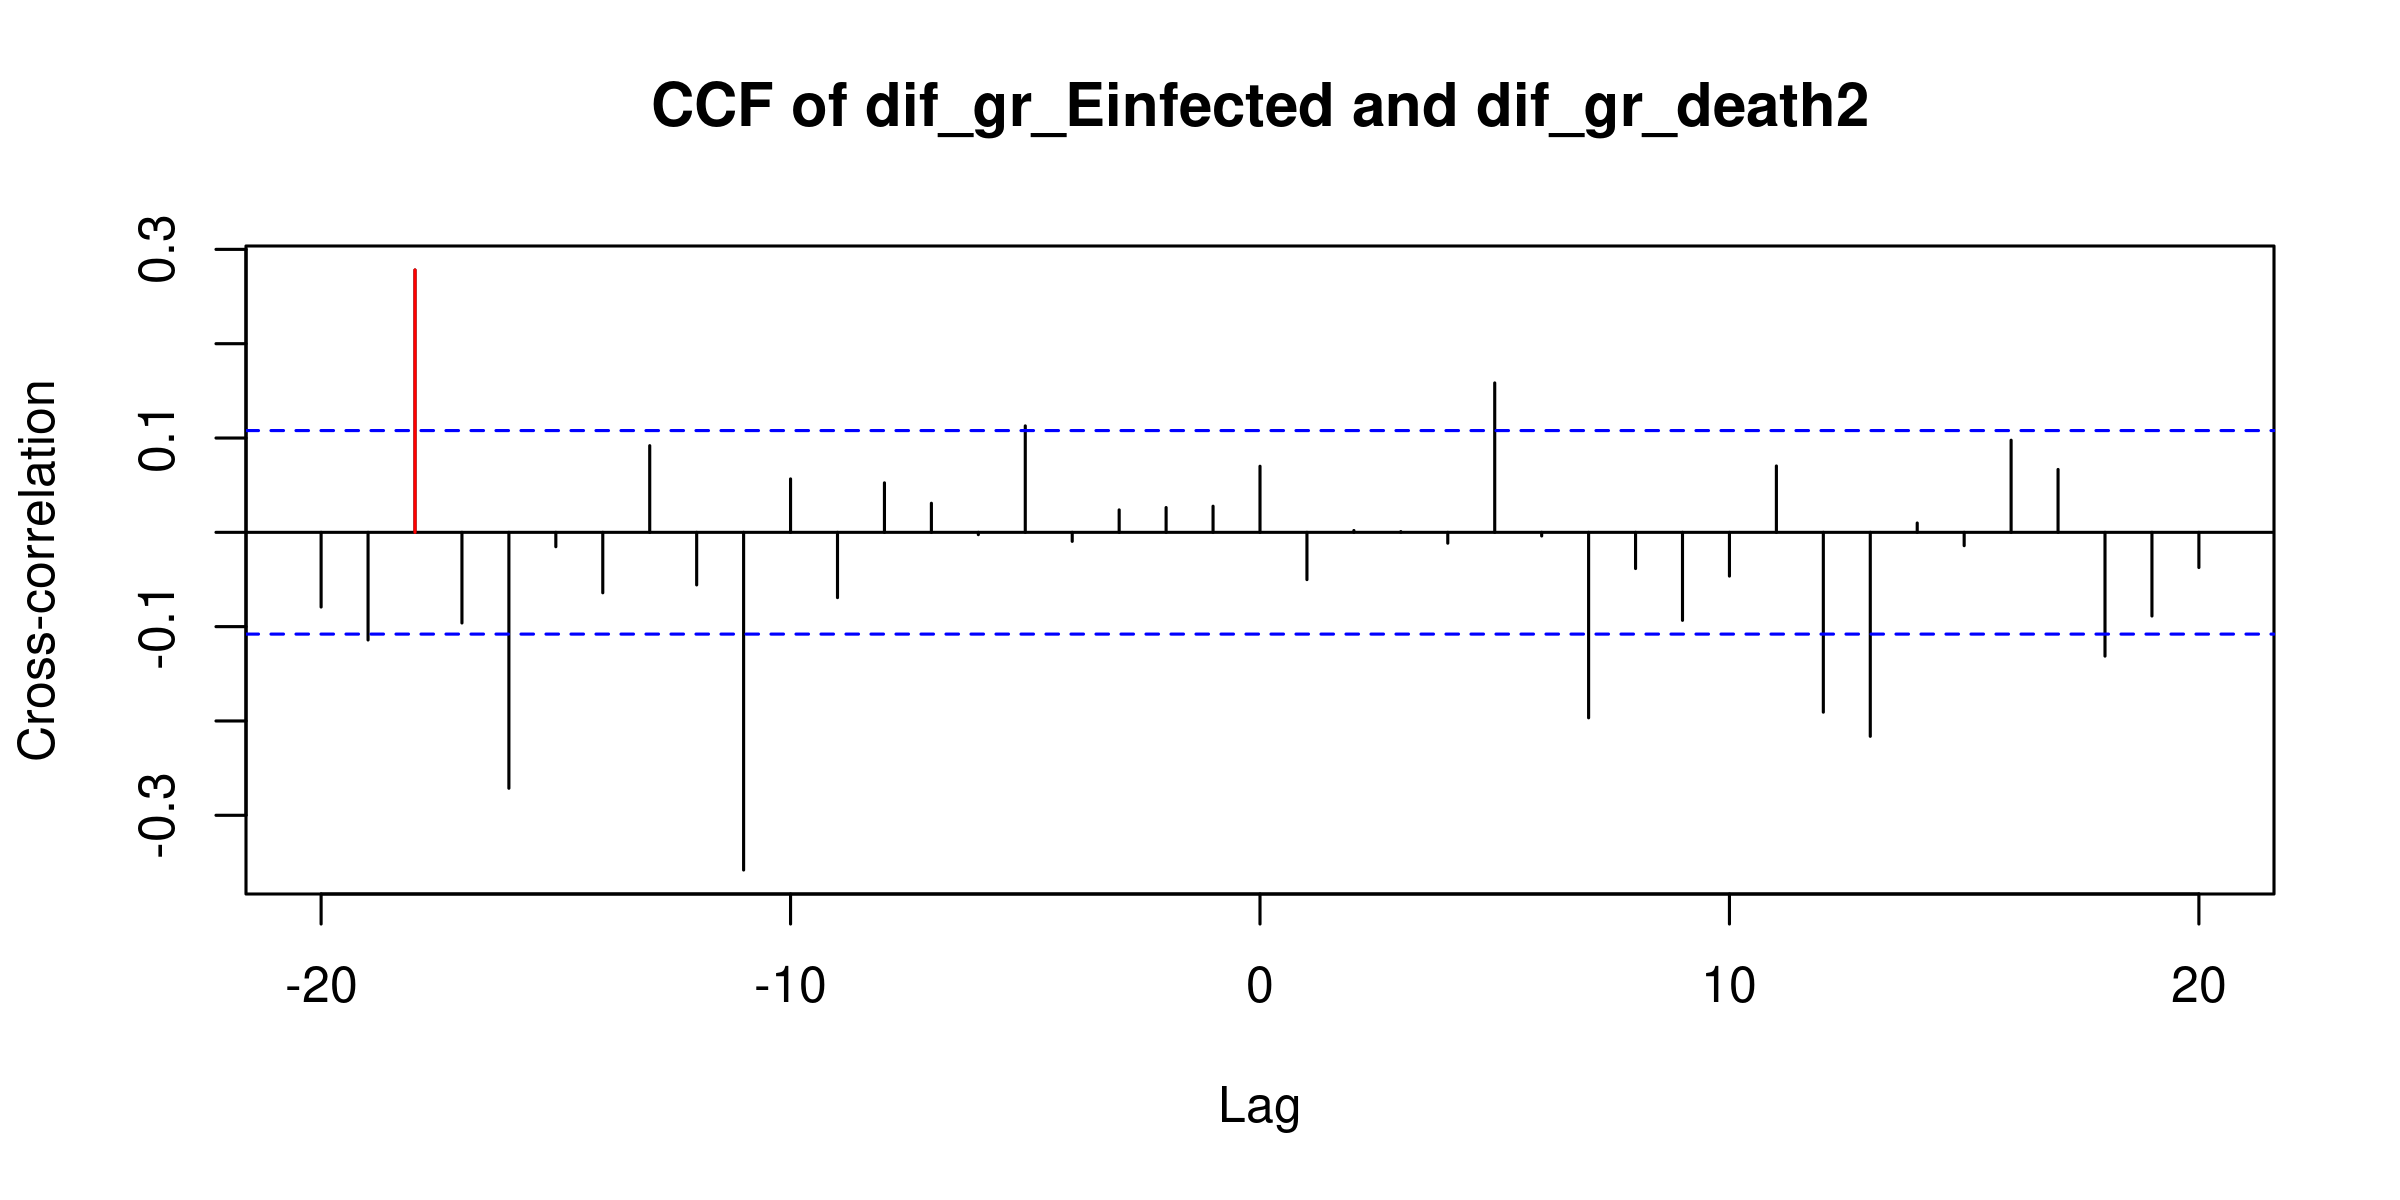 CCF of dif_gr_Einfected and dif_gr_death2
Cross-correlation
0.3
0.1
-0.1
-0.3
-20 -10 0 10 20
Lag